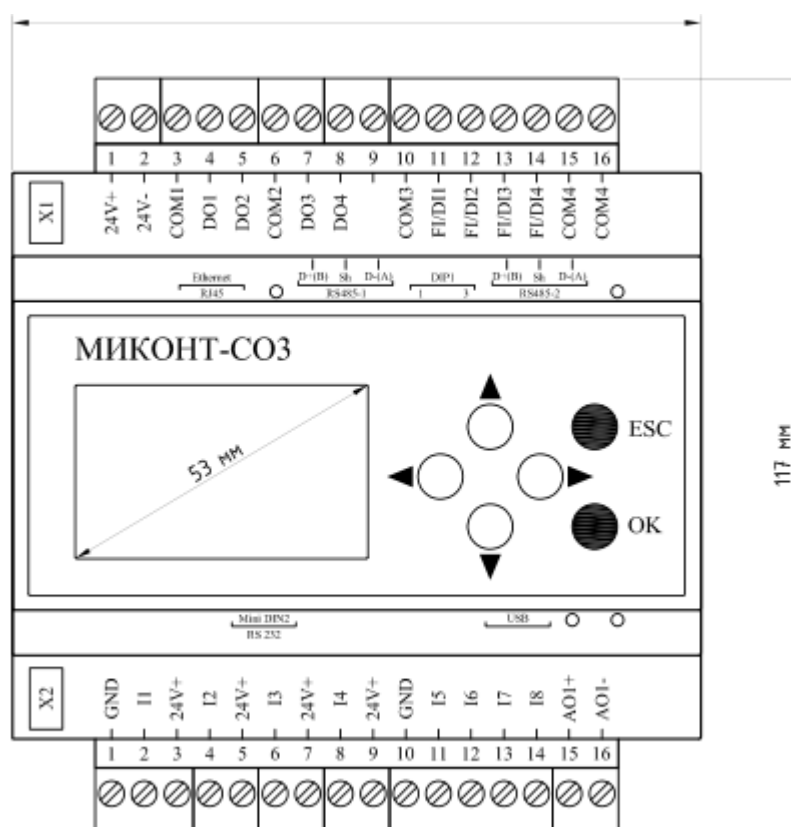 1 2 3 4 5 6 7 8 9 10 11 12 13 14 15 16
X1 24V+ 24V- COM1 DO1 DO2 COM2 DO3 DO4 COM3 FI/DI1 FI/DI2 FI/DI3 FI/DI4 COM4 COM4
Ethernet D+(B) Sh D-(A) DIP1 D+(B) Sh D-(A)
RJ45 RS485-1 1 3 RS485-2
МИКОНТ-СО3
53 мм
ESC
OK
117 мм
Mini DIN2 USB
RS 232
X2 GND I1 24V+ I2 24V+ I3 24V+ I4 24V+ GND I5 I6 I7 I8 AO1+ AO1-
1 2 3 4 5 6 7 8 9 10 11 12 13 14 15 16